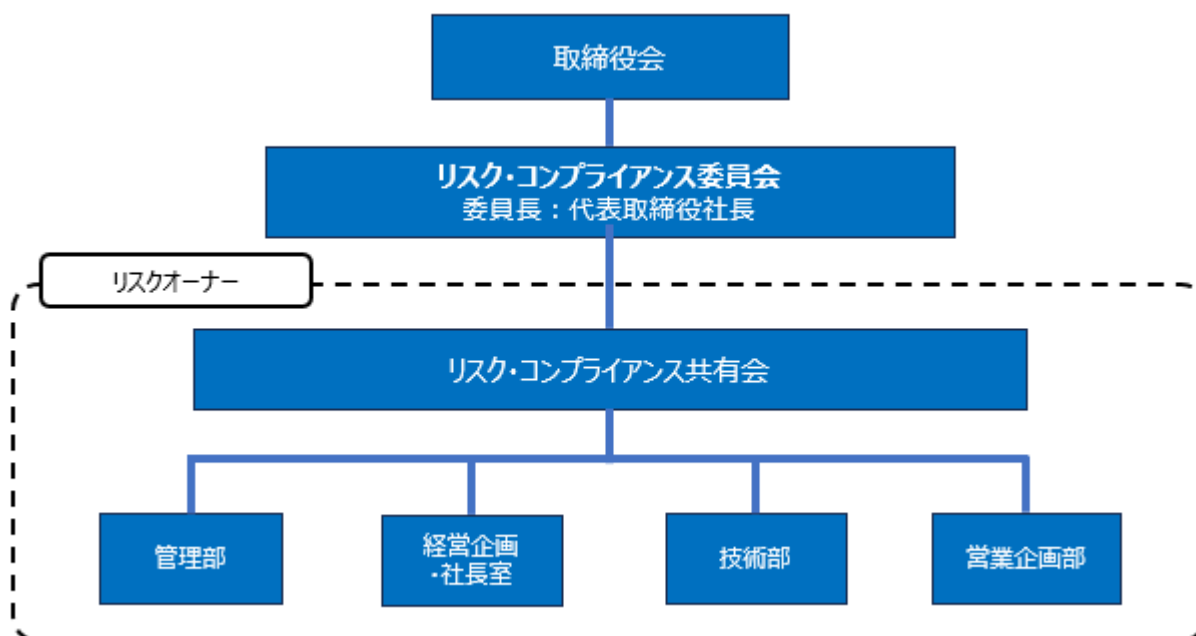 取締役会
リスク・コンプライアンス委員会
委員長：代表取締役社長
リスクオーナー
リスク・コンプライアンス共有会
管理部
経営企画
・社長室
技術部
営業企画部